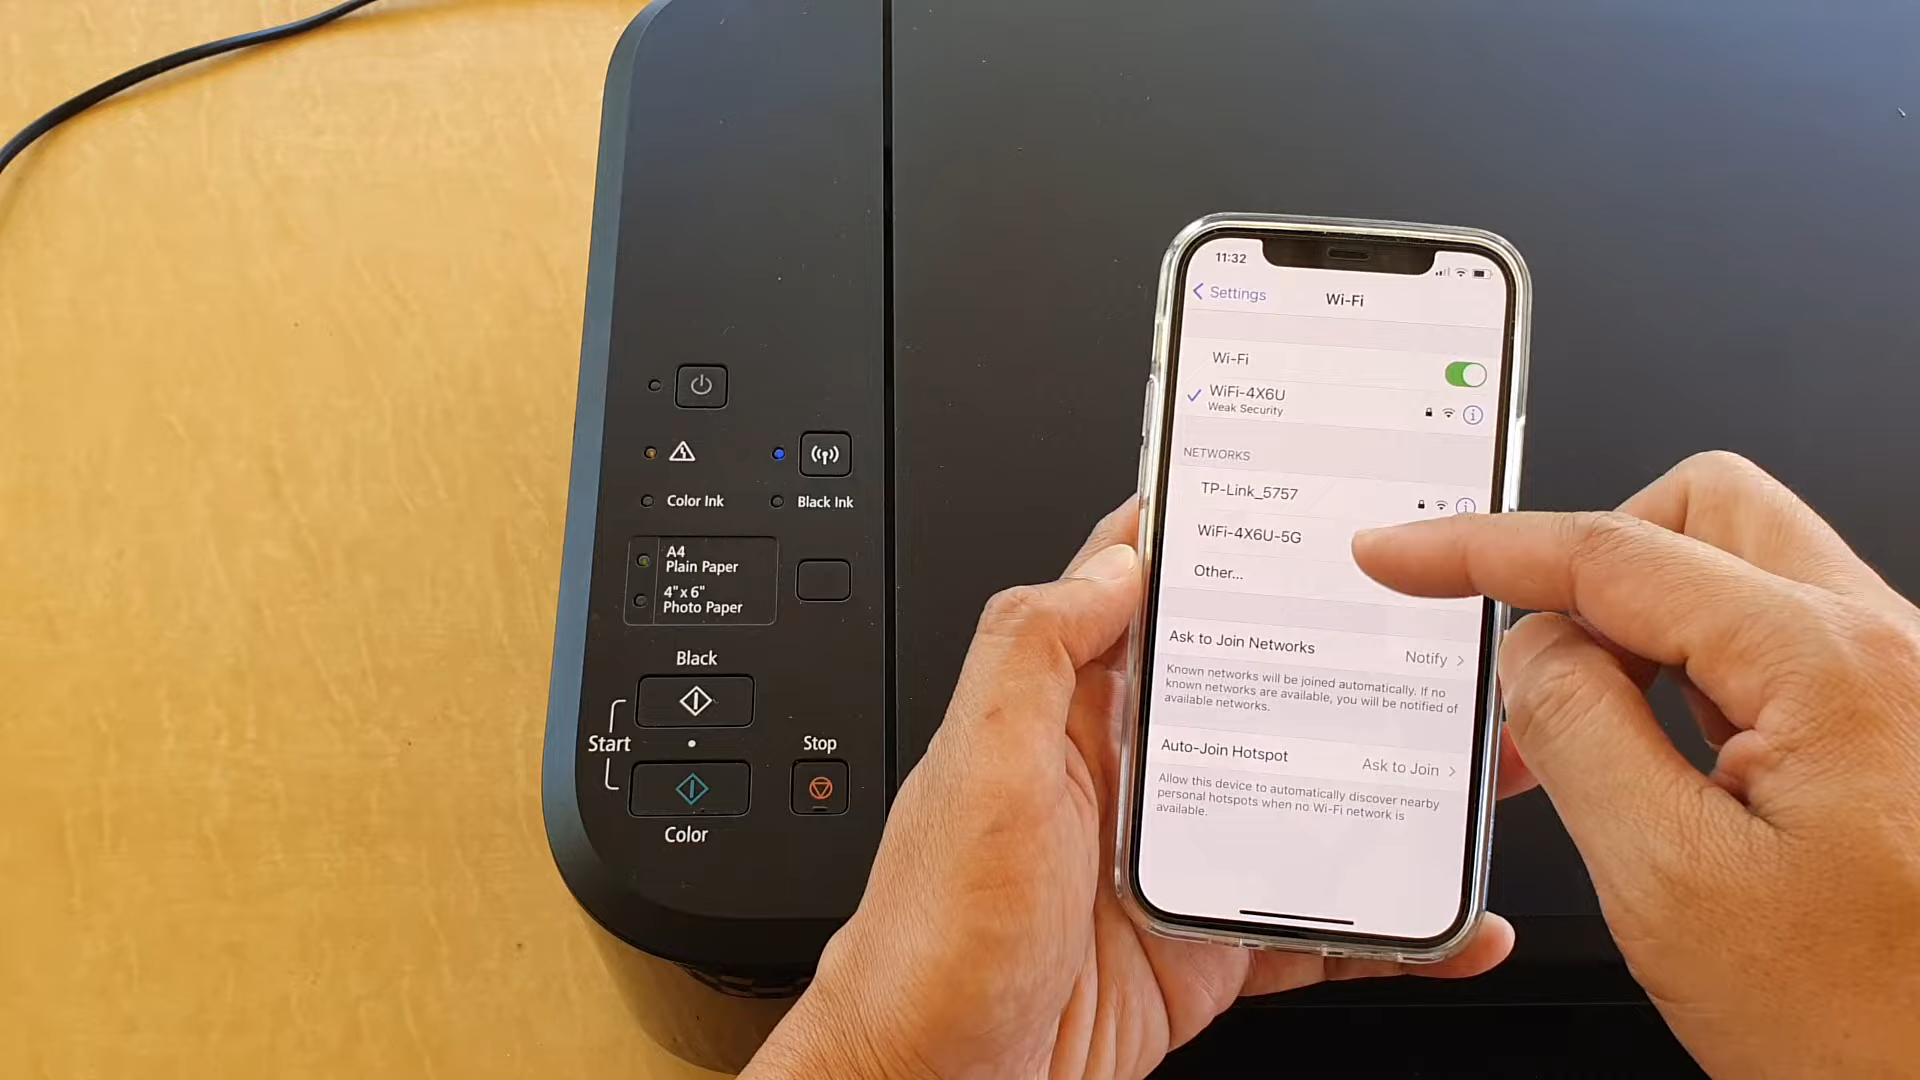 Color Ink
Black Ink
A4
Plain Paper
4"x 6"
Photo Paper
Black
Start
Stop
Color
11:32
Settings
Wi-Fi
Wi-Fi
WiFi-4X6U
Weak Security
NETWORKS
TP-Link_5757
WiFi-4X6U-5G
Other...
Ask to Join Networks
Notify
Known networks will be joined automatically. If no
known networks are available, you will be notified of
available networks.
Auto-Join Hotspot
Ask to Join
Allow this device to automatically discover nearby
personal hotspots when no Wi-Fi network is
available.